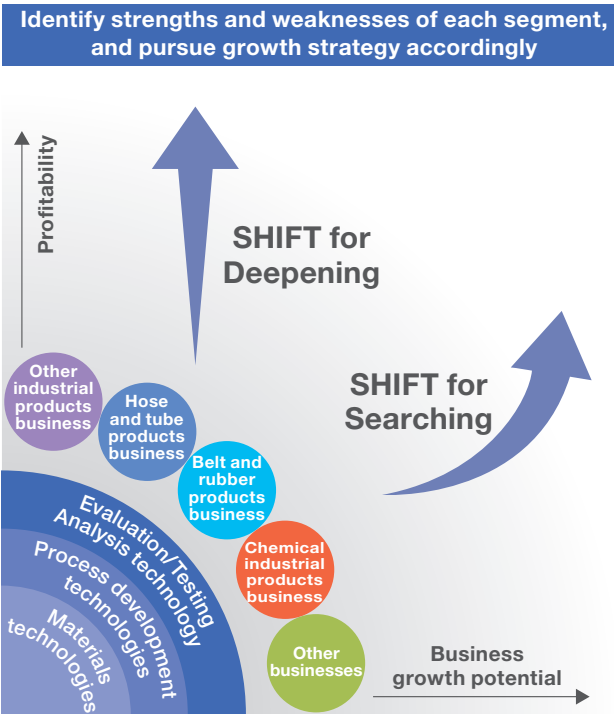 Identify strengths and weaknesses of each segment,
and pursue growth strategy accordingly
Profitability
SHIFT for
Deepening
SHIFT for
Searching
Other
industrial
products
business
Hose
and tube
products
business
Belt and
rubber
products
business
Chemical
industrial
products
business
Other
businesses
Evaluation/Testing
Analysis technology
Process development
technologies
Materials
technologies
Business
growth potential